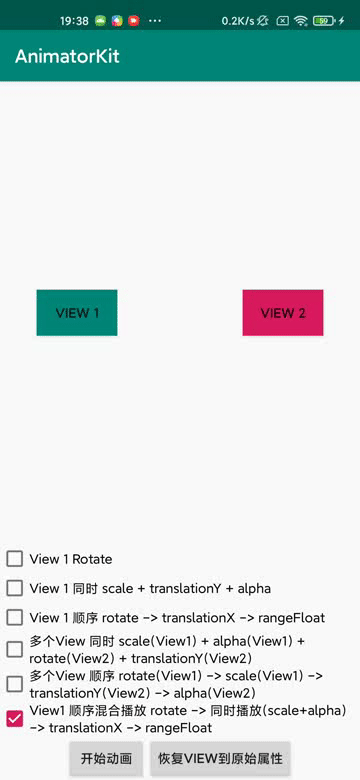 19:38 ··· 0.2K/s 59
AnimatorKit
VIEW 1 VIEW 2
View 1 Rotate
View 1 同时 scale + translationY + alpha
View 1 顺序 rotate -> translationX -> rangeFloat
多个View 同时 scale(View1) + alpha(View1) +
rotate(View2) + translationY(View2)
多个View 顺序 rotate(View1) -> scale(View1) ->
translationY(View2) -> alpha(View2)
View1 顺序混合播放 rotate -> 同时播放(scale+alpha)
-> translationX -> rangeFloat
开始动画 恢复VIEW到原始属性